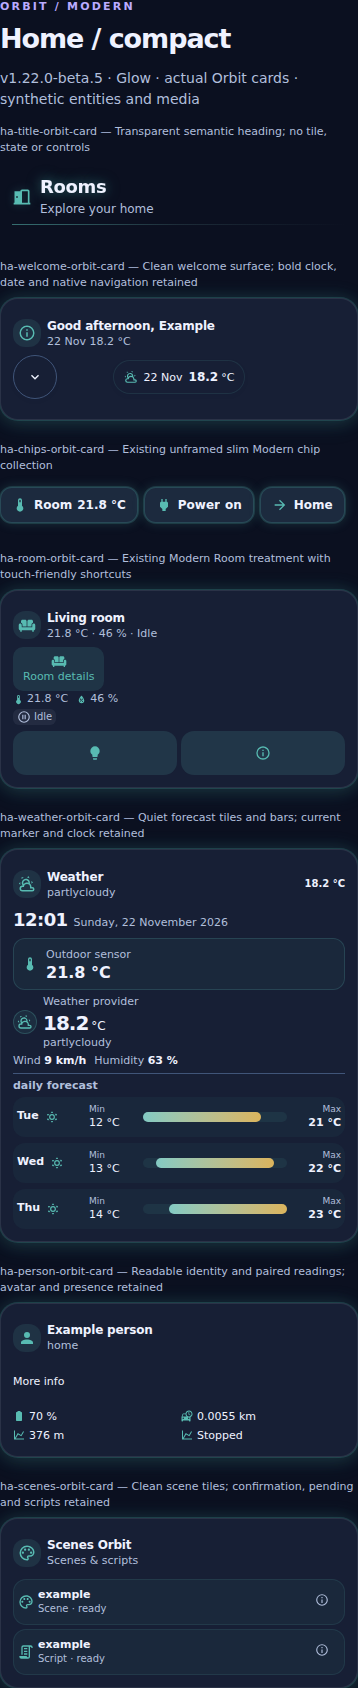 ORBIT / MODERN
Home / compact
v1.22.0-beta.5 · Glow · actual Orbit cards ·
synthetic entities and media
ha-title-orbit-card — Transparent semantic heading; no tile,
state or controls
Rooms
Explore your home
ha-welcome-orbit-card — Clean welcome surface; bold clock,
date and native navigation retained
Good afternoon, Example
22 Nov 18.2 °C
22 Nov 18.2 °C
ha-chips-orbit-card — Existing unframed slim Modern chip
collection
Room 21.8 °C Power on Home
ha-room-orbit-card — Existing Modern Room treatment with
touch-friendly shortcuts
Living room
21.8 °C · 46 % · Idle
Room details
21.8 °C 46 %
Idle
ha-weather-orbit-card — Quiet forecast tiles and bars; current
marker and clock retained
Weather
partlycloudy
18.2 °C
12:01 Sunday, 22 November 2026
Outdoor sensor
21.8 °C
Weather provider
18.2 °C
partlycloudy
Wind 9 km/h Humidity 63 %
daily forecast
Tue Min 12 °C Max 21 °C
Wed Min 13 °C Max 22 °C
Thu Min 14 °C Max 23 °C
ha-person-orbit-card — Readable identity and paired readings;
avatar and presence retained
Example person
home
More info
70 % 0.0055 km
376 m Stopped
ha-scenes-orbit-card — Clean scene tiles; confirmation, pending
and scripts retained
Scenes Orbit
Scenes & scripts
example
Scene · ready
example
Script · ready